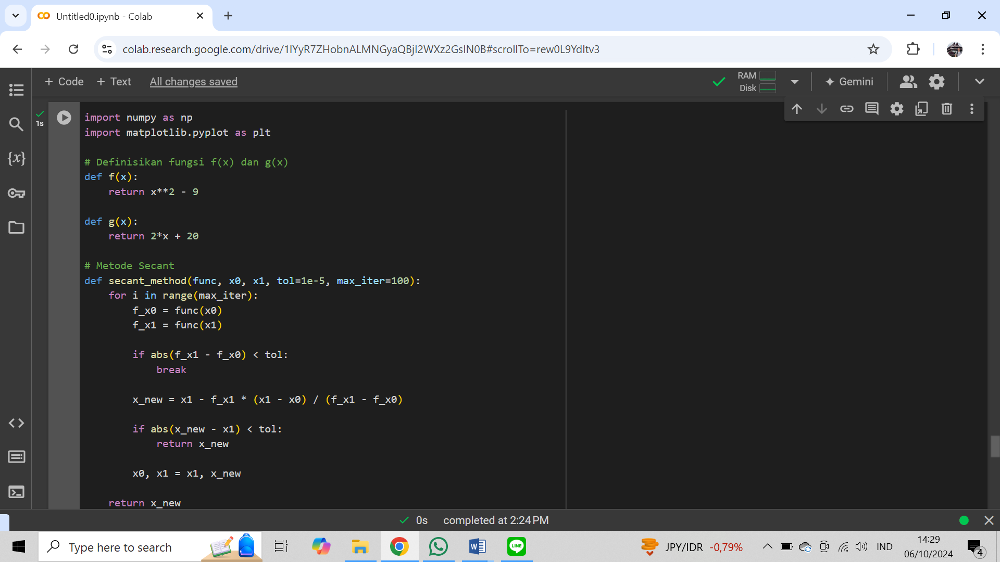 Untitled0.ipynb - Colab
colab.research.google.com/drive/1lYyR7ZHobnALMNGyaQBjI2WXz2GsIN0B#scrollTo=rew0L9YdItv3
+ Code + Text All changes saved
RAM
Disk
Gemini
1s
import numpy as np
import matplotlib.pyplot as plt
# Definisikan fungsi f(x) dan g(x)
def f(x):
return x**2 - 9
def g(x):
return 2*x + 20
# Metode Secant
def secant_method(func, x0, x1, tol=1e-5, max_iter=100):
for i in range(max_iter):
f_x0 = func(x0)
f_x1 = func(x1)
if abs(f_x1 - f_x0) < tol:
break
x_new = x1 - f_x1 * (x1 - x0) / (f_x1 - f_x0)
if abs(x_new - x1) < tol:
return x_new
x0, x1 = x1, x_new
return x_new
{x}
0s completed at 2:24 PM
Type here to search
LINE
JPY/IDR -0,79%
IND
14:29
06/10/2024
4